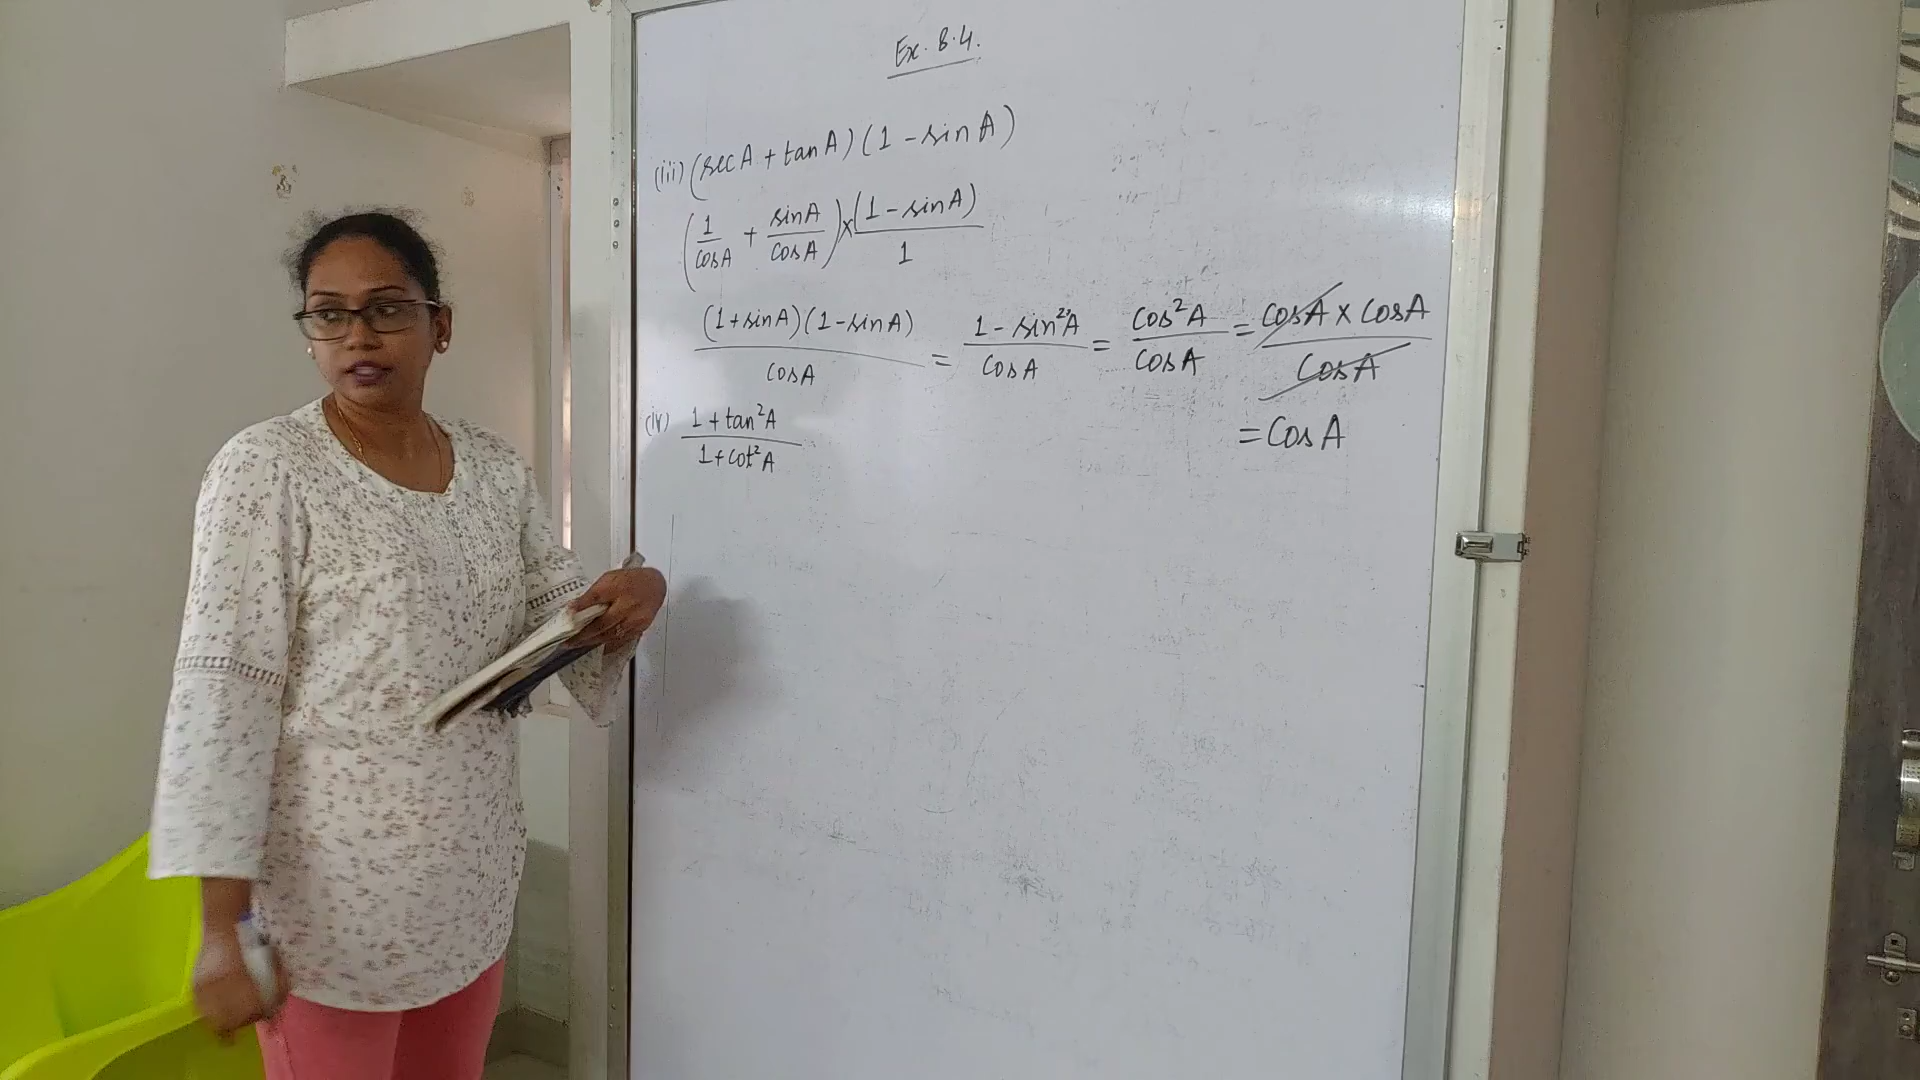 Ex. 8.4.
(iii) (secA + tanA) (1 - sinA)
(1/cosA + sinA/cosA) × (1 - sinA)/1
(1+sinA)(1-sinA)/cosA = 1 - sin²A/cosA = cos²A/cosA = cosA × cosA/cosA
= cosA
(iv) 1 + tan²A/1 + cot²A